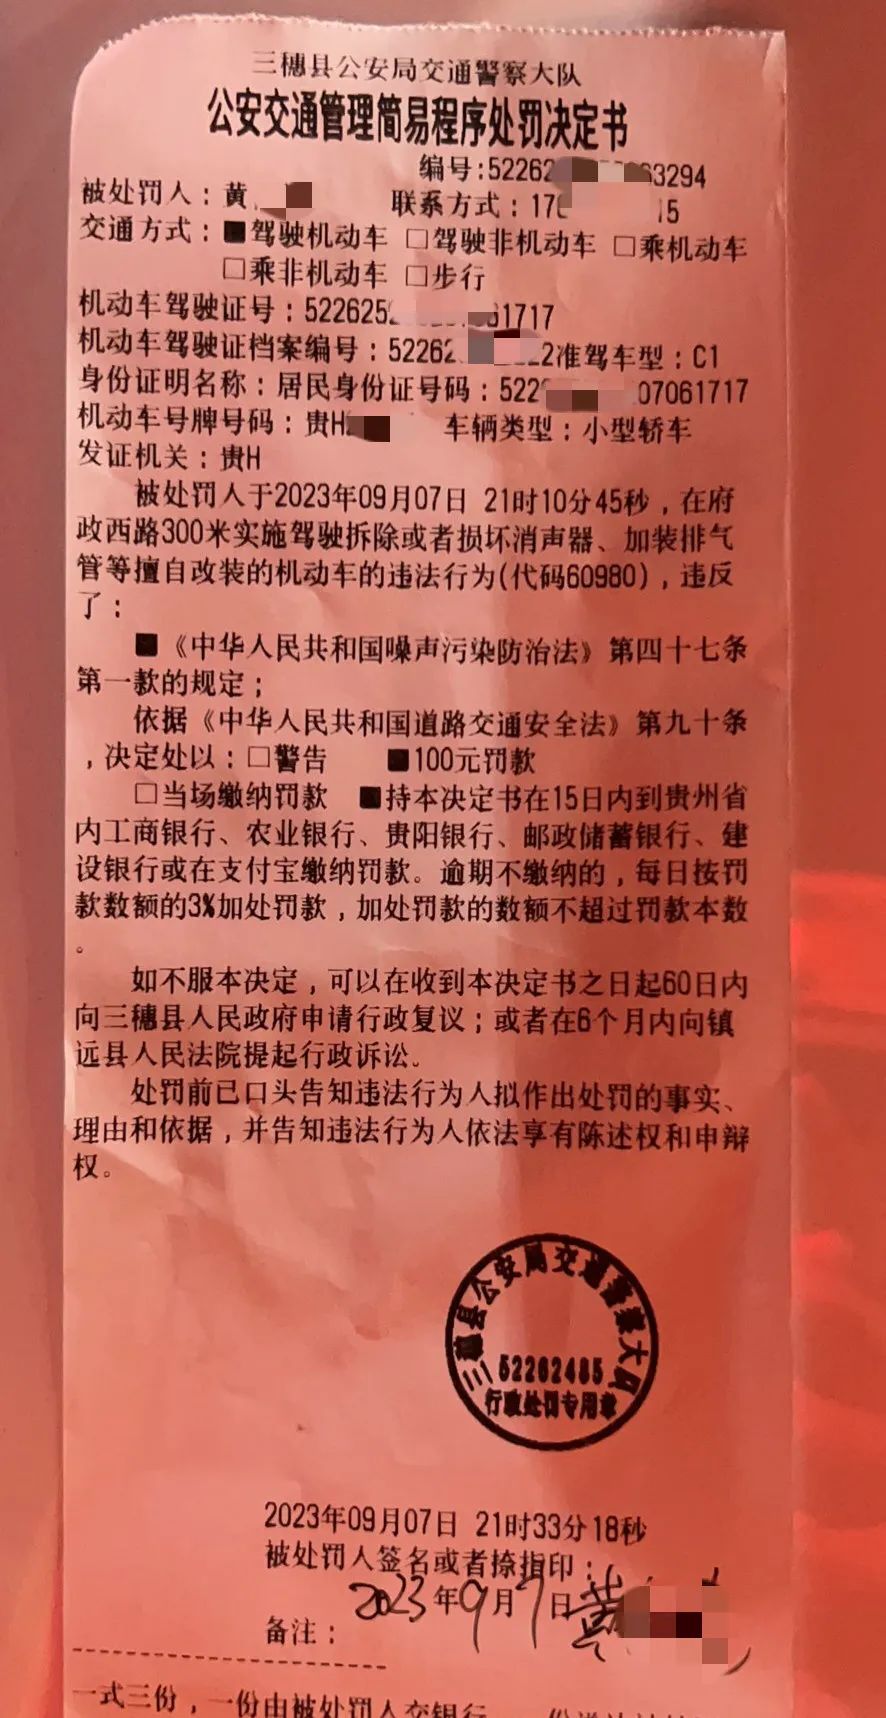 三穗县公安局交通警察大队
公安交通管理简易程序处罚决定书
编号:52262 63294
被处罚人：黄 联系方式：17 15
交通方式：■驾驶机动车 □驾驶非机动车 □乘机动车
□乘非机动车 □步行
机动车驾驶证号：522625 61717
机动车驾驶证档案编号：52262 2准驾车型：C1
身份证明名称：居民身份证号码：522 07061717
机动车号牌号码：贵H 车辆类型：小型轿车
发证机关：贵H
被处罚人于2023年09月07日 21时10分45秒，在府
政西路300米实施驾驶拆除或者损坏消声器、加装排气
管等擅自改装的机动车的违法行为(代码60980)，违反
了：
■《中华人民共和国噪声污染防治法》第四十七条
第一款的规定；
依据《中华人民共和国道路交通安全法》第九十条
，决定处以：□警告 ■100元罚款
□当场缴纳罚款 ■持本决定书在15日内到贵州省
内工商银行、农业银行、贵阳银行、邮政储蓄银行、建
设银行或在支付宝缴纳罚款。逾期不缴纳的，每日按罚
款数额的3%加处罚款，加处罚款的数额不超过罚款本数
。
如不服本决定，可以在收到本决定书之日起60日内
向三穗县人民政府申请行政复议；或者在6个月内向镇
远县人民法院提起行政诉讼。
处罚前已口头告知违法行为人拟作出处罚的事实、
理由和依据，并告知违法行为人依法享有陈述权和申辩
权。
三穗县公安局交通警察大队
52262485
行政处罚专用章
2023年09月07日 21时33分18秒
被处罚人签名或者捺指印：
2023年9月7日 黄
备注：
一式三份，一份由被处罚人交银行